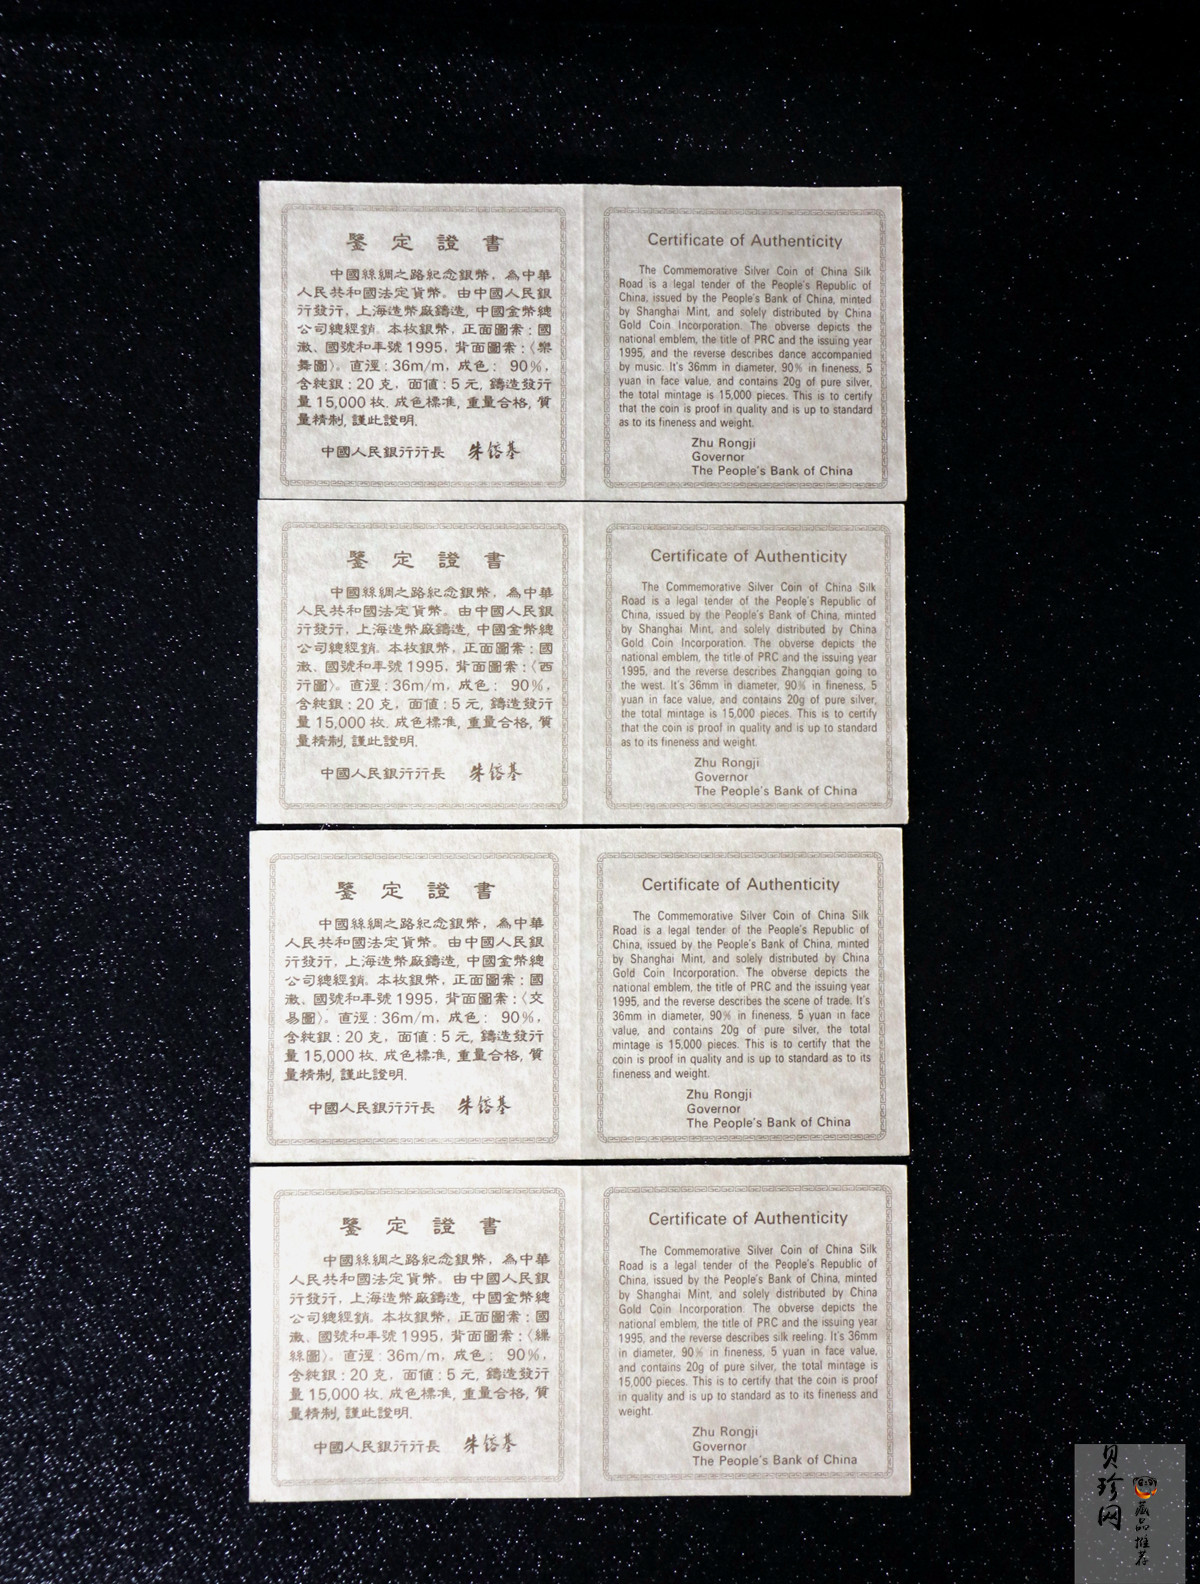 鑒定證書
中國絲綢之路紀念銀幣，為中華
人民共和國法定貨幣。由中國人民銀
行發行，上海造幣廠鑄造，中國金幣總
公司總經銷。本枚銀幣，正面圖案：國
徽、國號和年號1995，背面圖案：〈樂
舞圖〉。直徑：36m/m，成色：90%，
含純銀：20克，面值：5元，鑄造發行
量15,000枚．成色標准，重量合格，質
量精制，謹此證明．
中國人民銀行行長 朱鎔基
Certificate of Authenticity
The Commemorative Silver Coin of China Silk
Road is a legal tender of the People's Republic of
China, issued by the People's Bank of China, minted
by Shanghai Mint, and solely distributed by China
Gold Coin Incorporation. The obverse depicts the
national emblem, the title of PRC and the issuing year
1995, and the reverse describes dance accompanied
by music. It's 36mm in diameter, 90% in fineness, 5
yuan in face value, and contains 20g of pure silver,
the total mintage is 15,000 pieces. This is to certify
that the coin is proof in quality and is up to standard
as to its fineness and weight.
Zhu Rongji
Governor
The People's Bank of China
鑒定證書
中國絲綢之路紀念銀幣，為中華
人民共和國法定貨幣。由中國人民銀
行發行，上海造幣廠鑄造，中國金幣總
公司總經銷。本枚銀幣，正面圖案：國
徽、國號和年號1995，背面圖案：〈西
行圖〉。直徑：36m/m，成色：90%，
含純銀：20克，面值：5元，鑄造發行
量15,000枚．成色標准，重量合格，質
量精制，謹此證明．
中國人民銀行行長 朱鎔基
Certificate of Authenticity
The Commemorative Silver Coin of China Silk
Road is a legal tender of the People's Republic of
China, issued by the People's Bank of China, minted
by Shanghai Mint, and solely distributed by China
Gold Coin Incorporation. The obverse depicts the
national emblem, the title of PRC and the issuing year
1995, and the reverse describes Zhangqian going to
the west. It's 36mm in diameter, 90% in fineness, 5
yuan in face value, and contains 20g of pure silver,
the total mintage is 15,000 pieces. This is to certify
that the coin is proof in quality and is up to standard
as to its fineness and weight.
Zhu Rongji
Governor
The People's Bank of China
鑒定證書
中國絲綢之路紀念銀幣，為中華
人民共和國法定貨幣。由中國人民銀
行發行，上海造幣廠鑄造，中國金幣總
公司總經銷。本枚銀幣，正面圖案：國
徽、國號和年號1995，背面圖案：〈交
易圖〉。直徑：36m/m，成色：90%，
含純銀：20克，面值：5元，鑄造發行
量15,000枚．成色標准，重量合格，質
量精制，謹此證明．
中國人民銀行行長 朱鎔基
Certificate of Authenticity
The Commemorative Silver Coin of China Silk
Road is a legal tender of the People's Republic of
China, issued by the People's Bank of China, minted
by Shanghai Mint, and solely distributed by China
Gold Coin Incorporation. The obverse depicts the
national emblem, the title of PRC and the issuing year
1995, and the reverse describes the scene of trade. It's
36mm in diameter, 90% in fineness, 5 yuan in face
value, and contains 20g of pure silver, the total
mintage is 15,000 pieces. This is to certify that the
coin is proof in quality and is up to standard as to its
fineness and weight.
Zhu Rongji
Governor
The People's Bank of China
鑒定證書
中國絲綢之路紀念銀幣，為中華
人民共和國法定貨幣。由中國人民銀
行發行，上海造幣廠鑄造，中國金幣總
公司總經銷。本枚銀幣，正面圖案：國
徽、國號和年號1995，背面圖案：〈繅
絲圖〉。直徑：36m/m，成色：90%，
含純銀：20克，面值：5元，鑄造發行
量15,000枚．成色標准，重量合格，質
量精制，謹此證明．
中國人民銀行行長 朱鎔基
Certificate of Authenticity
The Commemorative Silver Coin of China Silk
Road is a legal tender of the People's Republic of
China, issued by the People's Bank of China, minted
by Shanghai Mint, and solely distributed by China
Gold Coin Incorporation. The obverse depicts the
national emblem, the title of PRC and the issuing year
1995, and the reverse describes silk reeling. It's 36mm
in diameter, 90% in fineness, 5 yuan in face value,
and contains 20g of pure silver, the total mintage is
15,000 pieces. This is to certify that the coin is proof
in quality and is up to standard as to its fineness and
weight.
Zhu Rongji
Governor
The People's Bank of China
贝珍网
藏品推荐